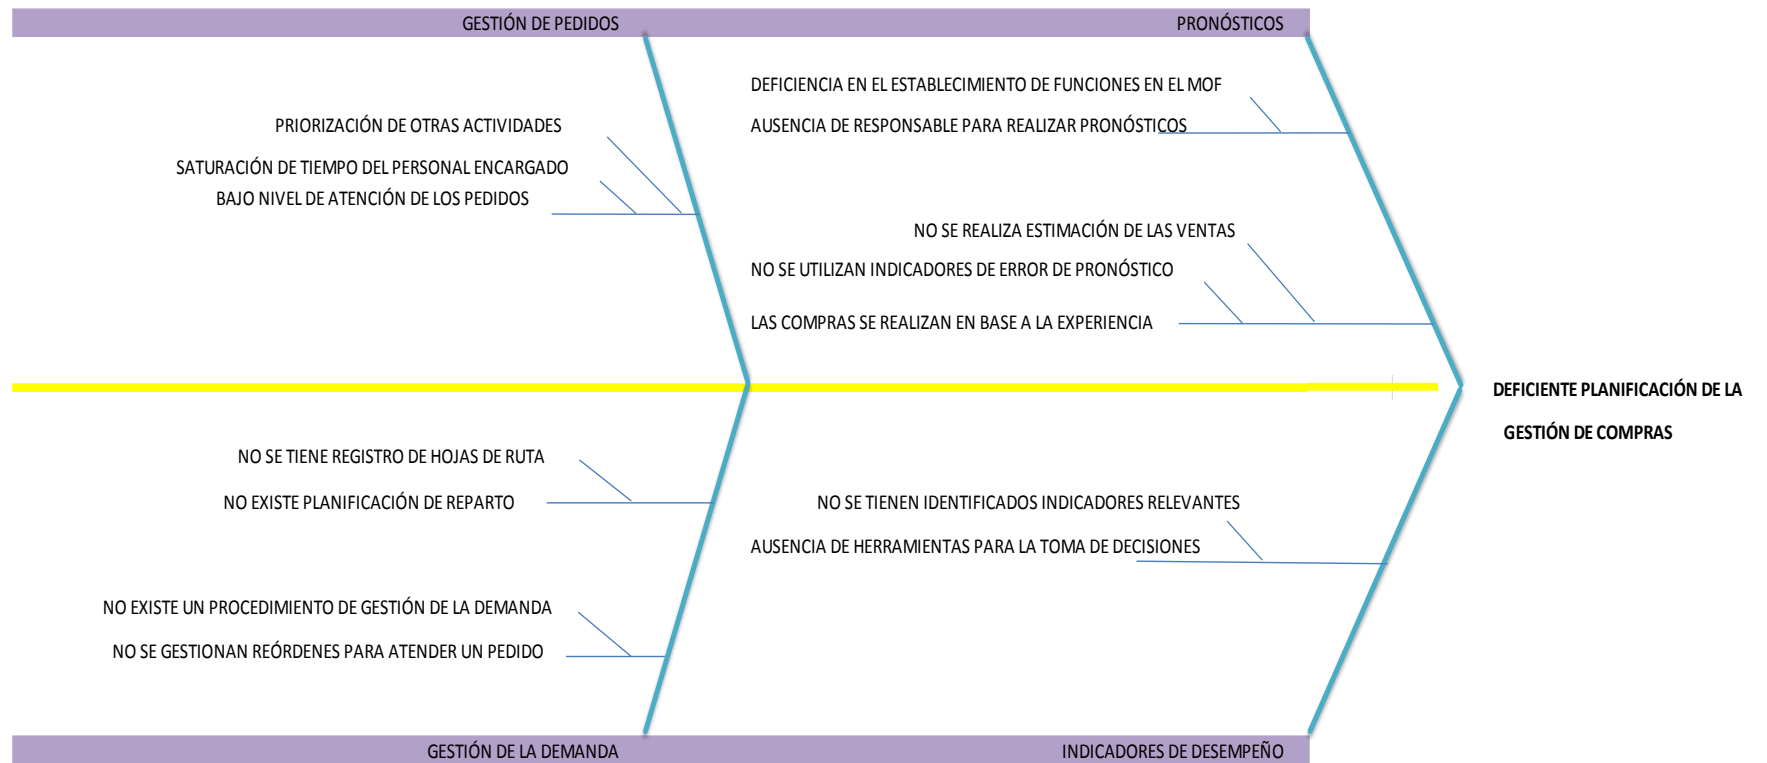 GESTIÓN DE PEDIDOS
PRONÓSTICOS
DEFICIENCIA EN EL ESTABLECIMIENTO DE FUNCIONES EN EL MOF
PRIORIZACIÓN DE OTRAS ACTIVIDADES
AUSENCIA DE RESPONSABLE PARA REALIZAR PRONÓSTICOS
SATURACIÓN DE TIEMPO DEL PERSONAL ENCARGADO
BAJO NIVEL DE ATENCIÓN DE LOS PEDIDOS
NO SE REALIZA ESTIMACIÓN DE LAS VENTAS
NO SE UTILIZAN INDICADORES DE ERROR DE PRONÓSTICO
LAS COMPRAS SE REALIZAN EN BASE A LA EXPERIENCIA
DEFICIENTE PLANIFICACIÓN DE LA
GESTIÓN DE COMPRAS
NO SE TIENE REGISTRO DE HOJAS DE RUTA
NO EXISTE PLANIFICACIÓN DE REPARTO
NO SE TIENEN IDENTIFICADOS INDICADORES RELEVANTES
AUSENCIA DE HERRAMIENTAS PARA LA TOMA DE DECISIONES
NO EXISTE UN PROCEDIMIENTO DE GESTIÓN DE LA DEMANDA
NO SE GESTIONAN REÓRDENES PARA ATENDER UN PEDIDO
GESTIÓN DE LA DEMANDA
INDICADORES DE DESEMPEÑO